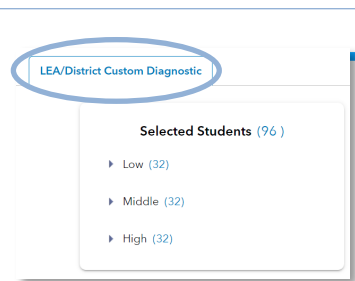 LEA/District Custom Diagnostic
Selected Students (96 )
Low (32)
Middle (32)
High (32)